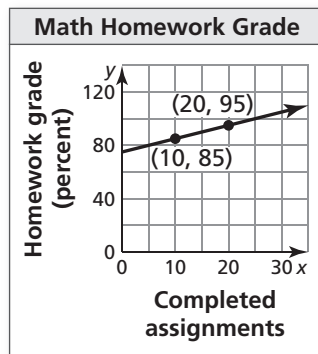 Math Homework Grade
Homework grade
(percent)
y
120
80
40
0
(20, 95)
(10, 85)
0 10 20 30 x
Completed
assignments